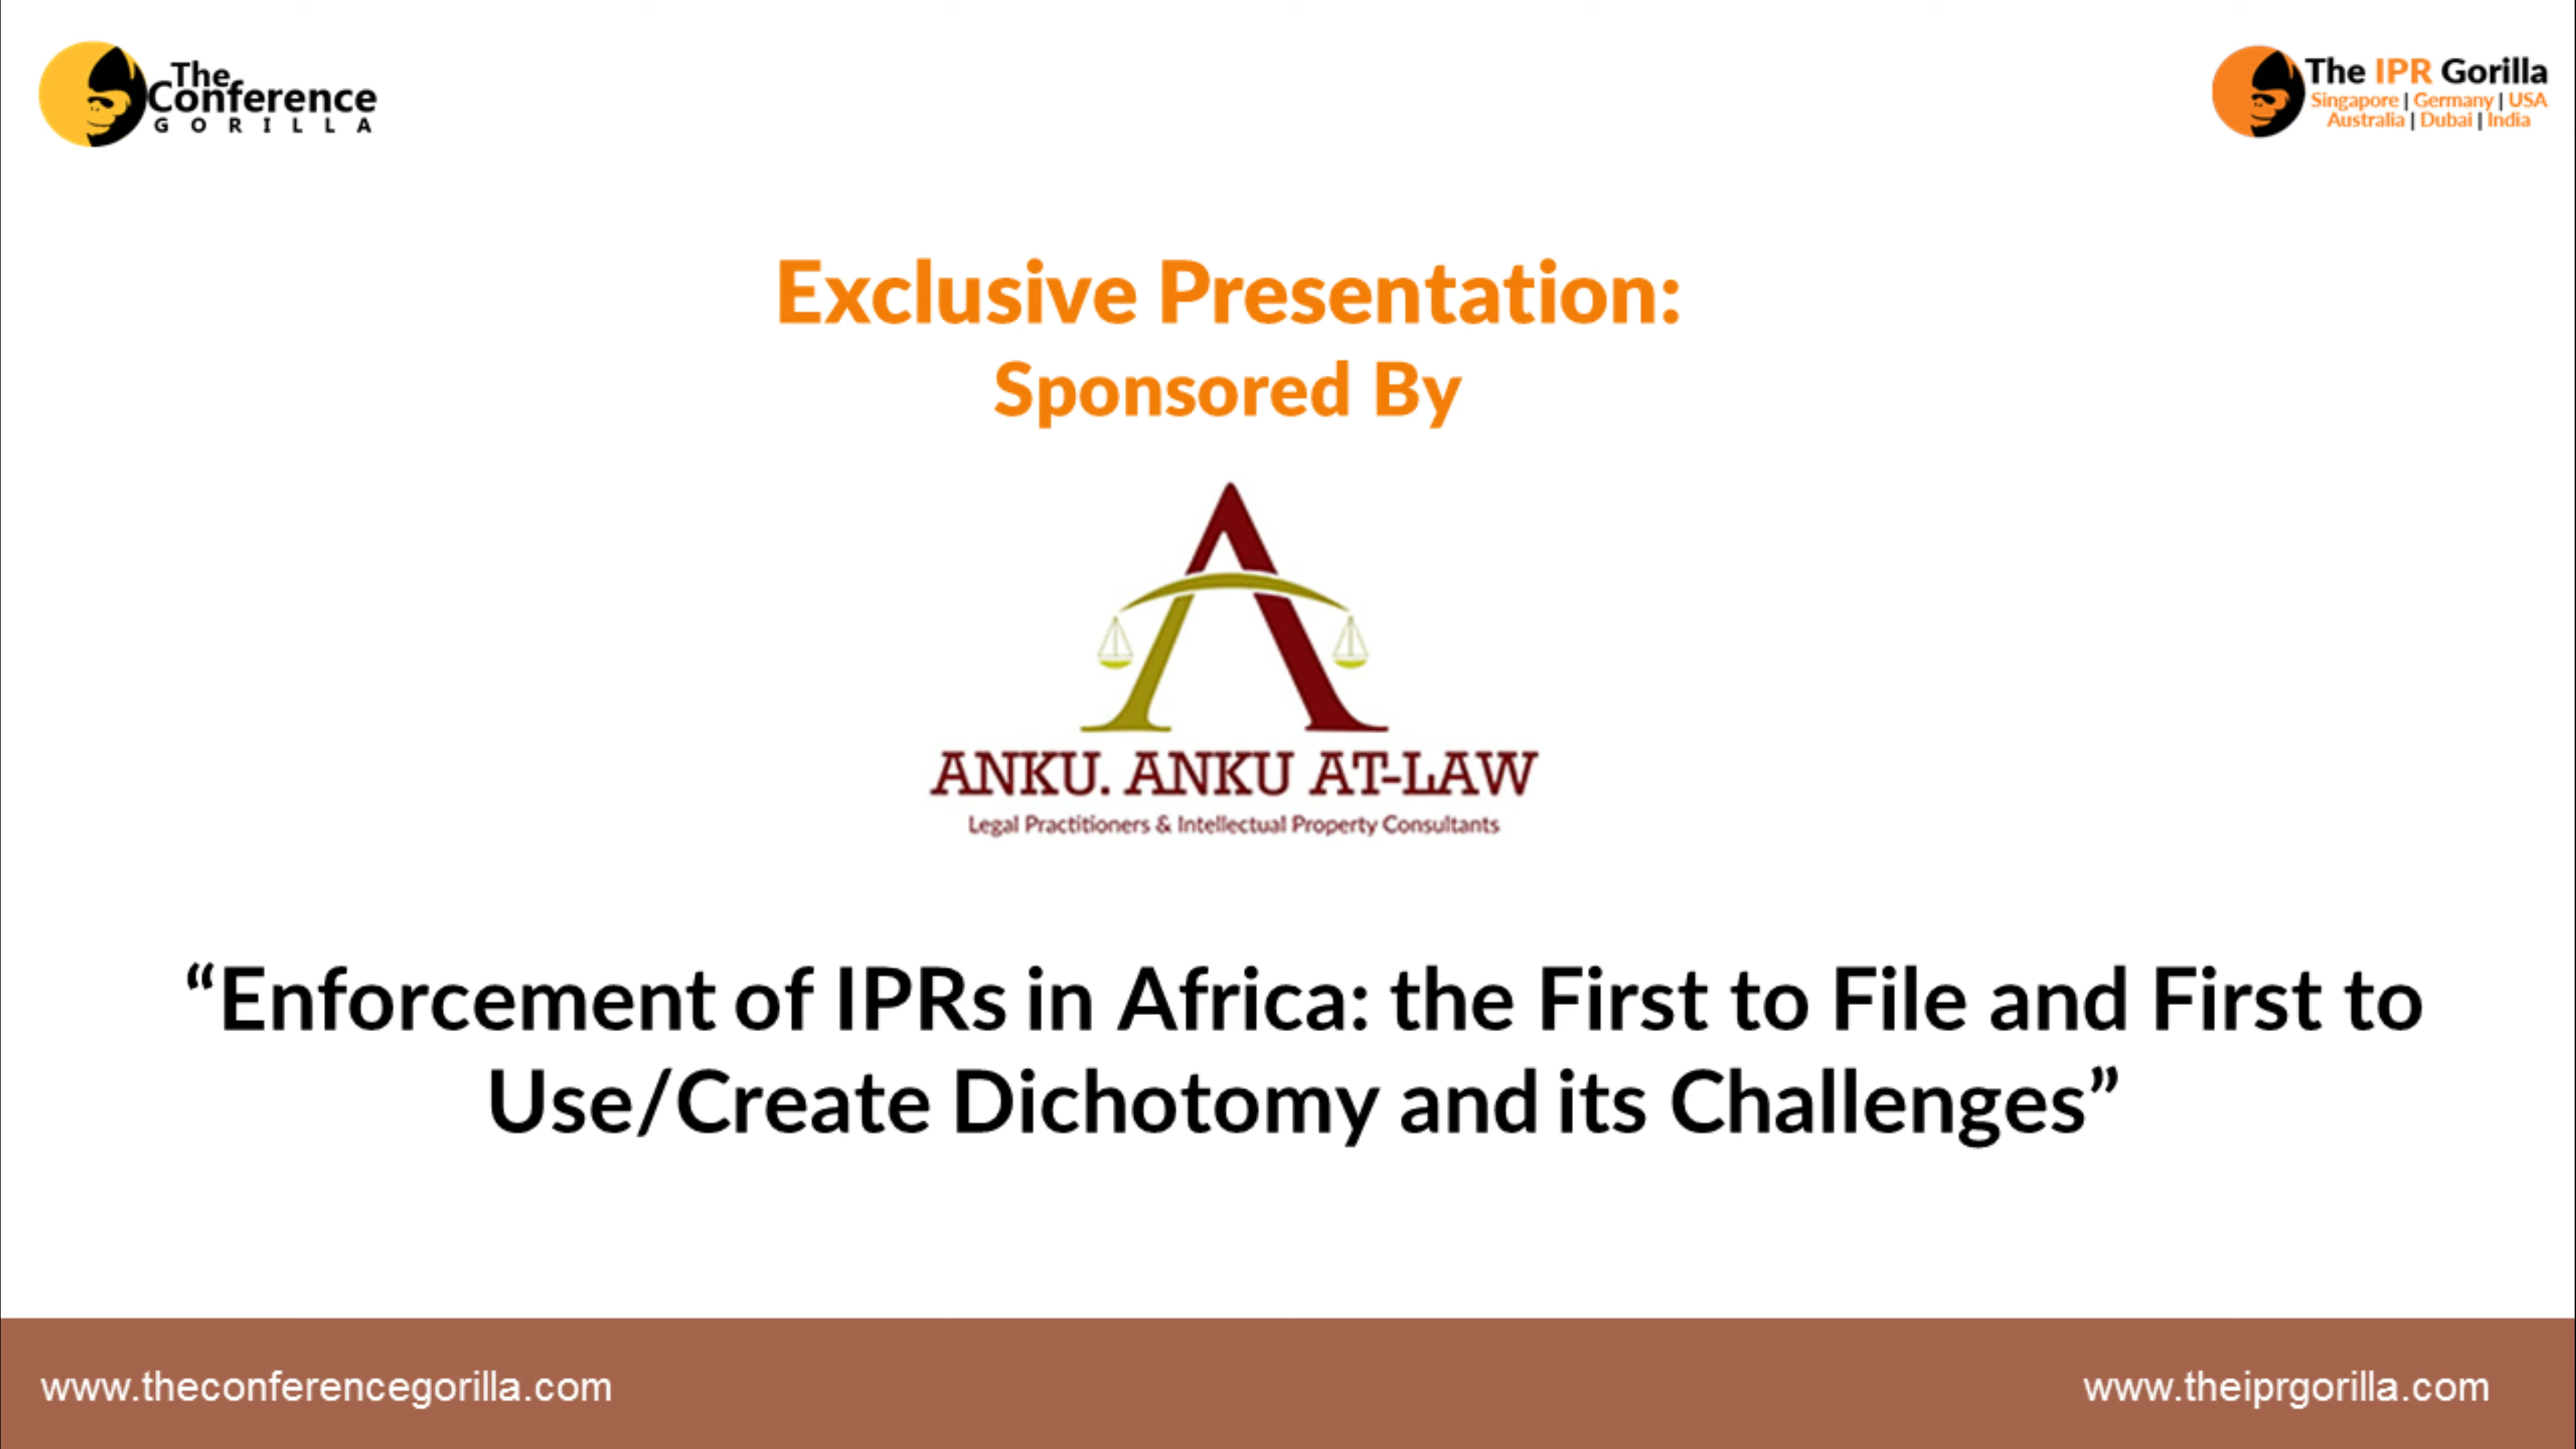 The
Conference
GORILLA
The IPR Gorilla
Singapore | Germany | USA
Australia | Dubai | India
Exclusive Presentation:
Sponsored By
ANKU. ANKU AT-LAW
Legal Practitioners & Intellectual Property Consultants
“Enforcement of IPRs in Africa: the First to File and First to
Use/Create Dichotomy and its Challenges”
www.theconferencegorilla.com
www.theiprgorilla.com